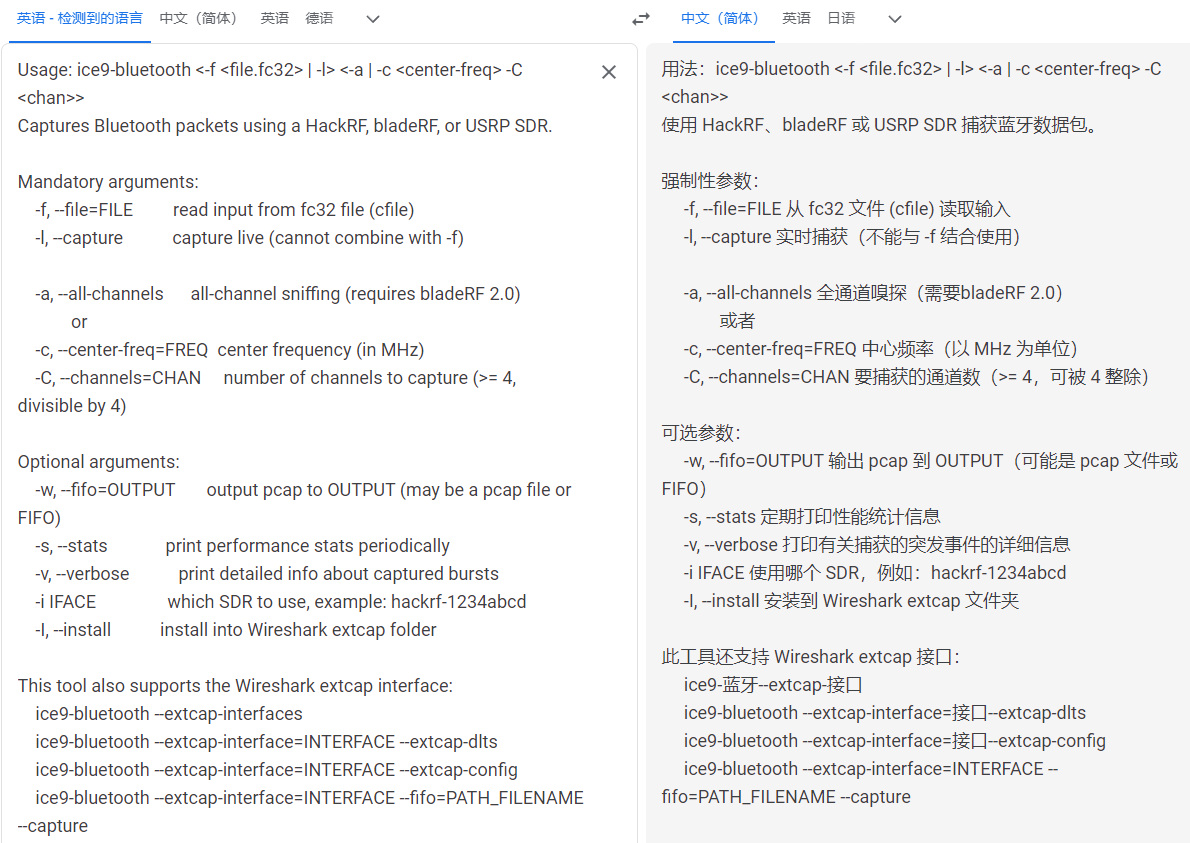 英语 - 检测到的语言 中文（简体） 英语 德语
中文（简体） 英语 日语
Usage: ice9-bluetooth <-f <file.fc32> | -l> <-a | -c <center-freq> -C
<chan>>
Captures Bluetooth packets using a HackRF, bladeRF, or USRP SDR.
Mandatory arguments:
-f, --file=FILE read input from fc32 file (cfile)
-l, --capture capture live (cannot combine with -f)
-a, --all-channels all-channel sniffing (requires bladeRF 2.0)
or
-c, --center-freq=FREQ center frequency (in MHz)
-C, --channels=CHAN number of channels to capture (>= 4,
divisible by 4)
Optional arguments:
-w, --fifo=OUTPUT output pcap to OUTPUT (may be a pcap file or
FIFO)
-s, --stats print performance stats periodically
-v, --verbose print detailed info about captured bursts
-i IFACE which SDR to use, example: hackrf-1234abcd
-I, --install install into Wireshark extcap folder
This tool also supports the Wireshark extcap interface:
ice9-bluetooth --extcap-interfaces
ice9-bluetooth --extcap-interface=INTERFACE --extcap-dlts
ice9-bluetooth --extcap-interface=INTERFACE --extcap-config
ice9-bluetooth --extcap-interface=INTERFACE --fifo=PATH_FILENAME
--capture
用法：ice9-bluetooth <-f <file.fc32> | -l> <-a | -c <center-freq> -C
<chan>>
使用 HackRF、bladeRF 或 USRP SDR 捕获蓝牙数据包。
强制性参数：
-f, --file=FILE 从 fc32 文件 (cfile) 读取输入
-l, --capture 实时捕获（不能与 -f 结合使用）
-a, --all-channels 全通道嗅探（需要bladeRF 2.0）
或者
-c, --center-freq=FREQ 中心频率（以 MHz 为单位）
-C, --channels=CHAN 要捕获的通道数（>= 4，可被 4 整除）
可选参数：
-w, --fifo=OUTPUT 输出 pcap 到 OUTPUT（可能是 pcap 文件或
FIFO）
-s, --stats 定期打印性能统计信息
-v, --verbose 打印有关捕获的突发事件的详细信息
-i IFACE 使用哪个 SDR，例如：hackrf-1234abcd
-I, --install 安装到 Wireshark extcap 文件夹
此工具还支持 Wireshark extcap 接口：
ice9-蓝牙--extcap-接口
ice9-bluetooth --extcap-interface=接口--extcap-dlts
ice9-bluetooth --extcap-interface=接口--extcap-config
ice9-bluetooth --extcap-interface=INTERFACE --
fifo=PATH_FILENAME --capture